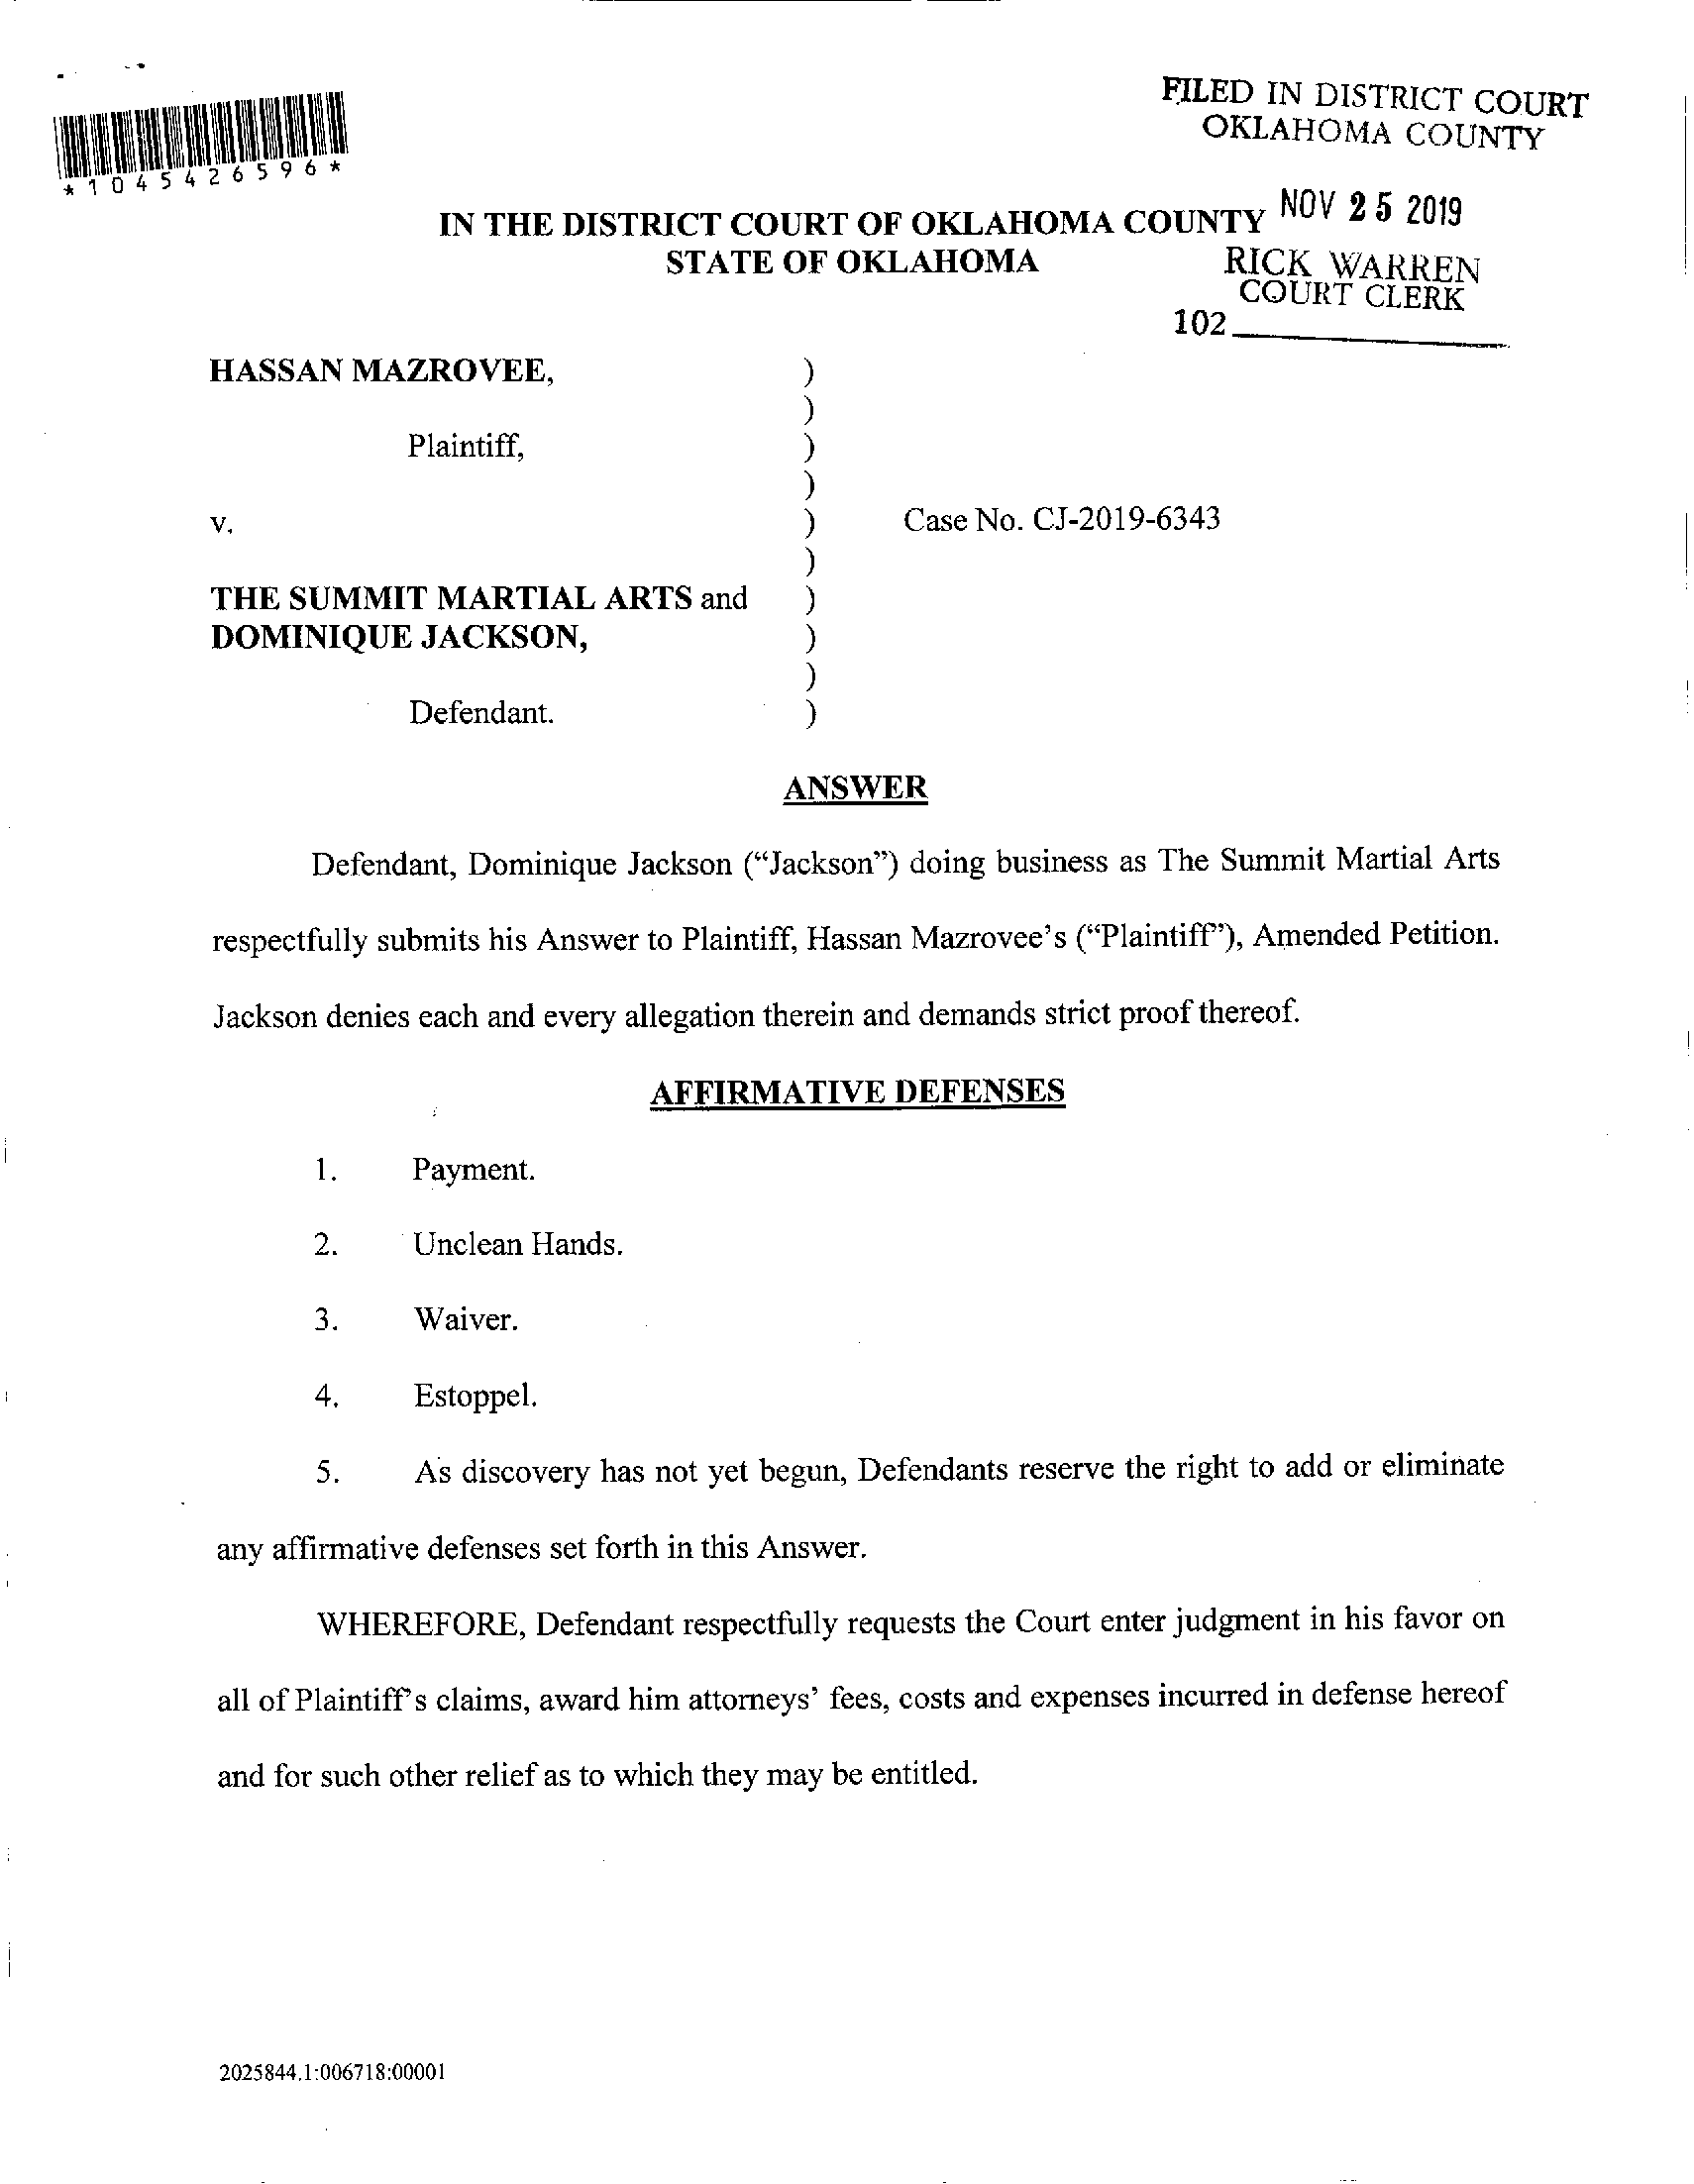 FILED IN DISTRICT COURT
OKLAHOMA COUNTY
*1045426596*
NOV 25 2019
IN THE DISTRICT COURT OF OKLAHOMA COUNTY
STATE OF OKLAHOMA
RICK WARREN
COURT CLERK
102
HASSAN MAZROVEE, )
)
Plaintiff, )
)
v. ) Case No. CJ-2019-6343
)
THE SUMMIT MARTIAL ARTS and )
DOMINIQUE JACKSON, )
)
Defendant. )
ANSWER
Defendant, Dominique Jackson ("Jackson") doing business as The Summit Martial Arts
respectfully submits his Answer to Plaintiff, Hassan Mazrovee's ("Plaintiff"), Amended Petition.
Jackson denies each and every allegation therein and demands strict proof thereof.
AFFIRMATIVE DEFENSES
1. Payment.
2. Unclean Hands.
3. Waiver.
4. Estoppel.
5. As discovery has not yet begun, Defendants reserve the right to add or eliminate
any affirmative defenses set forth in this Answer.
WHEREFORE, Defendant respectfully requests the Court enter judgment in his favor on
all of Plaintiff's claims, award him attorneys' fees, costs and expenses incurred in defense hereof
and for such other relief as to which they may be entitled.
2025844.1:006718:00001